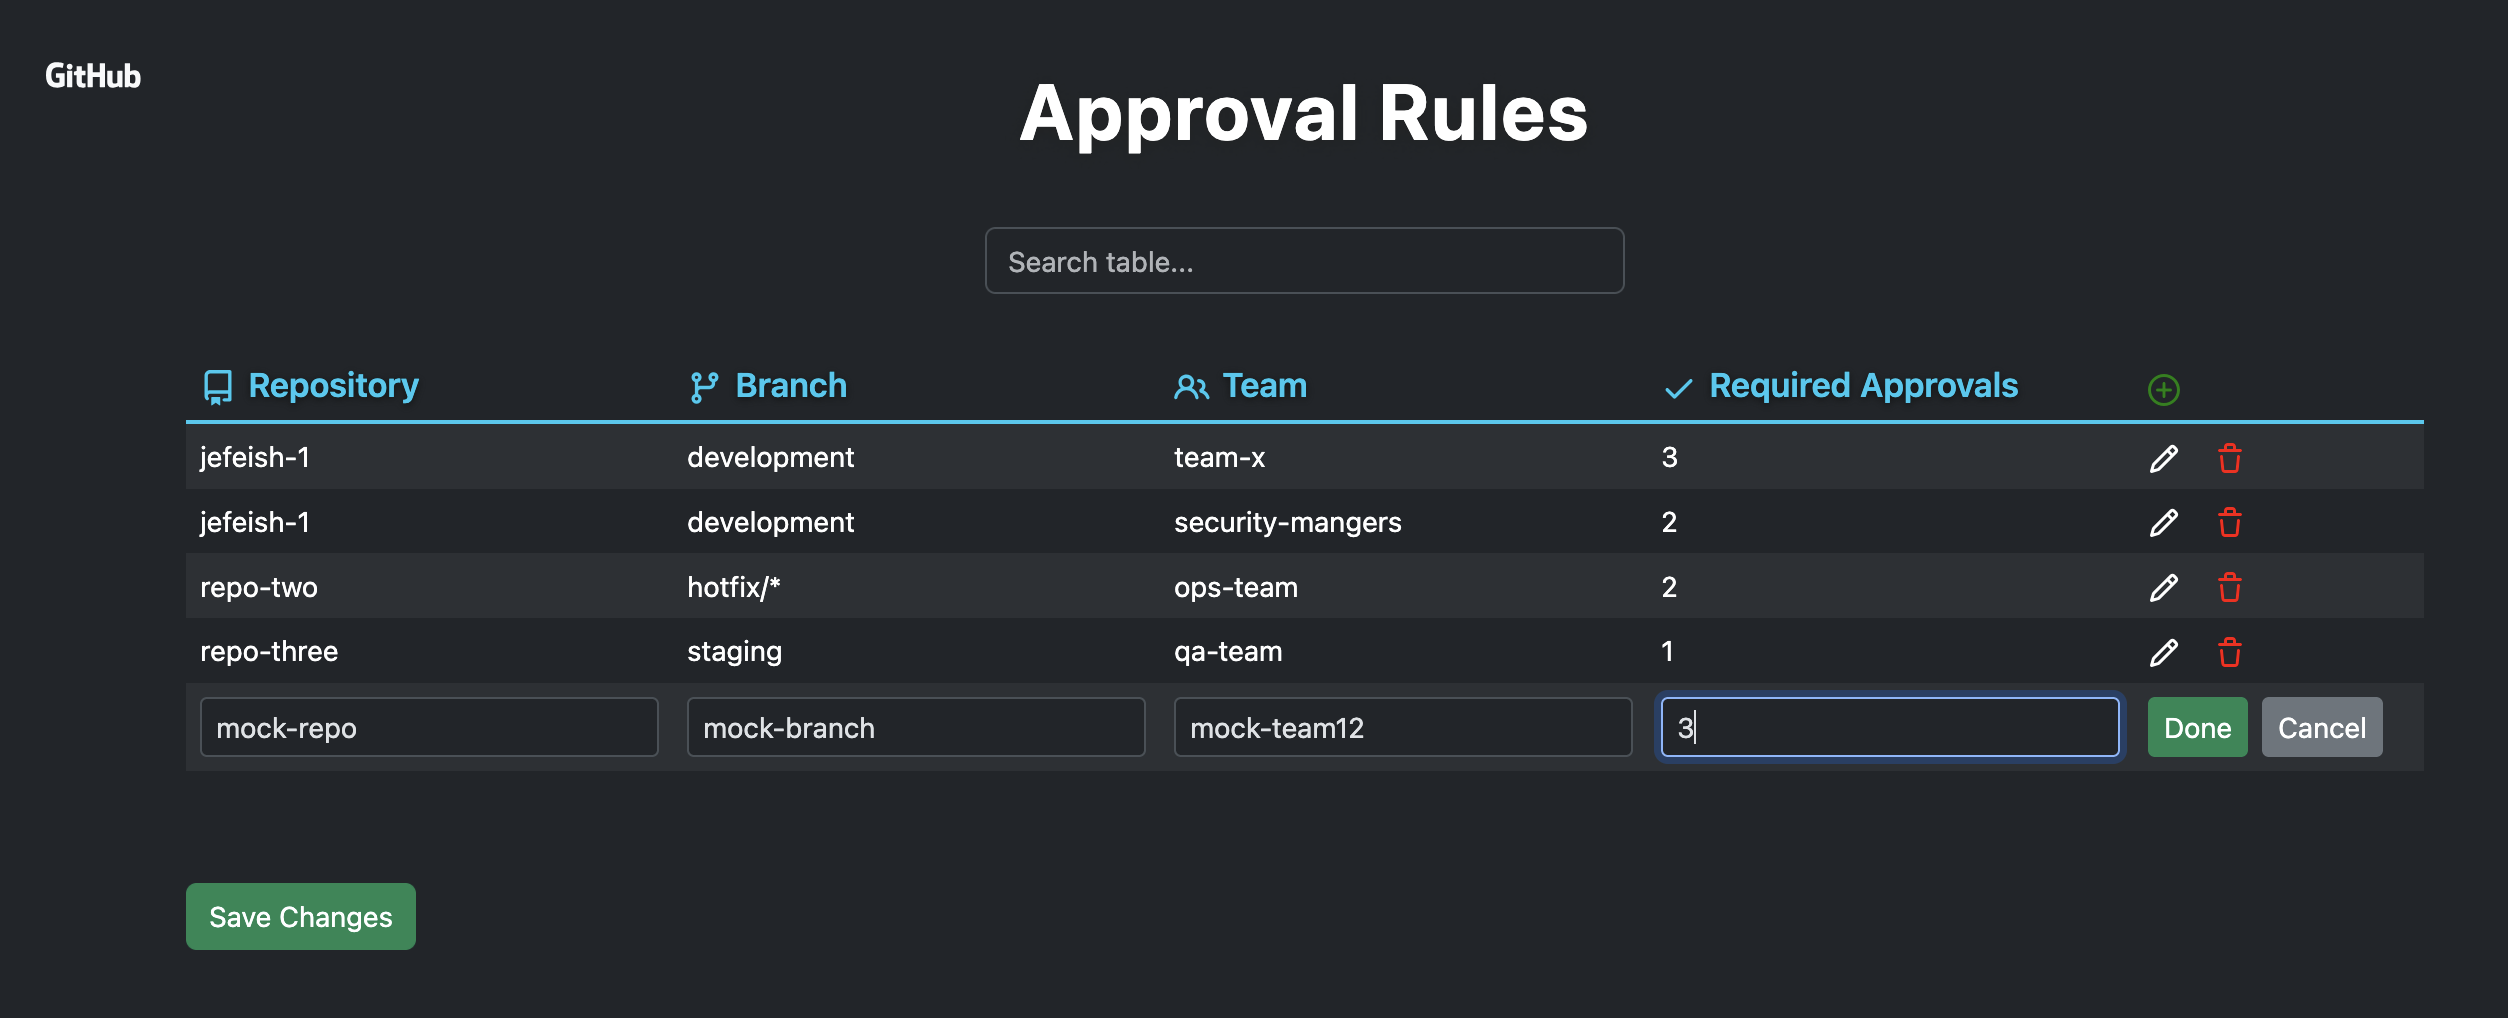 GitHub
Approval Rules
Search table...
Repository Branch Team Required Approvals
jefeish-1 development team-x 3
jefeish-1 development security-mangers 2
repo-two hotfix/* ops-team 2
repo-three staging qa-team 1
mock-repo mock-branch mock-team12 3 Done Cancel
Save Changes